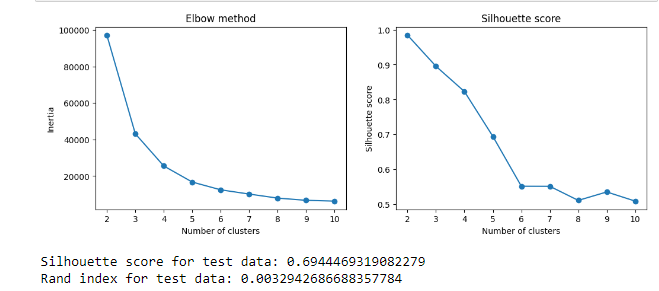 Elbow method
Silhouette score
100000
80000
60000
40000
20000
Inertia
2 3 4 5 6 7 8 9 10
Number of clusters
1.0
0.9
0.8
0.7
0.6
0.5
Silhouette score
2 3 4 5 6 7 8 9 10
Number of clusters
Silhouette score for test data: 0.6944469319082279
Rand index for test data: 0.0032942686688357784